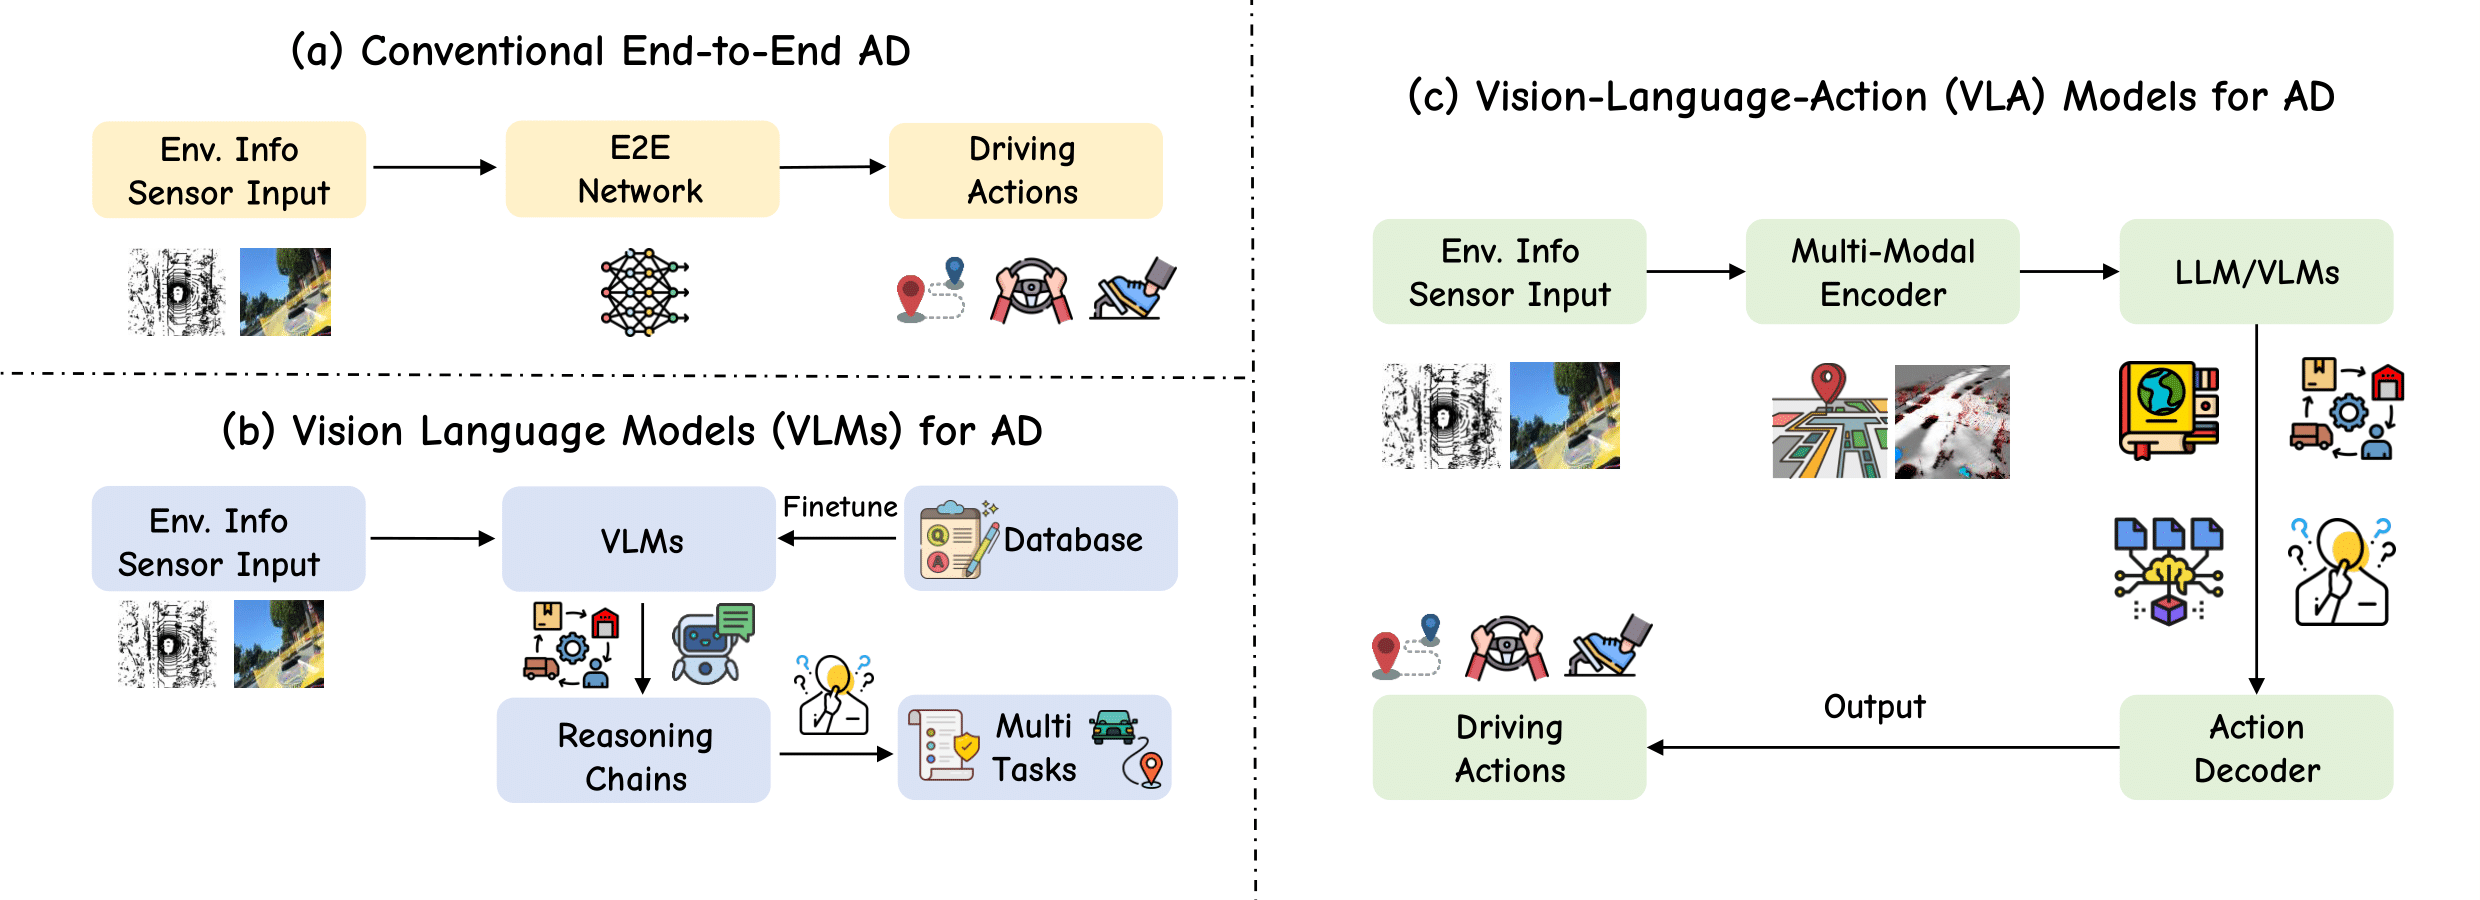 (a) Conventional End-to-End AD
Env. Info
Sensor Input
E2E
Network
Driving
Actions
(b) Vision Language Models (VLMs) for AD
Env. Info
Sensor Input
VLMs
Finetune
Q
A
Database
Reasoning
Chains
Multi
Tasks
(c) Vision-Language-Action (VLA) Models for AD
Env. Info
Sensor Input
Multi-Modal
Encoder
LLM/VLMs
Action
Decoder
Output
Driving
Actions